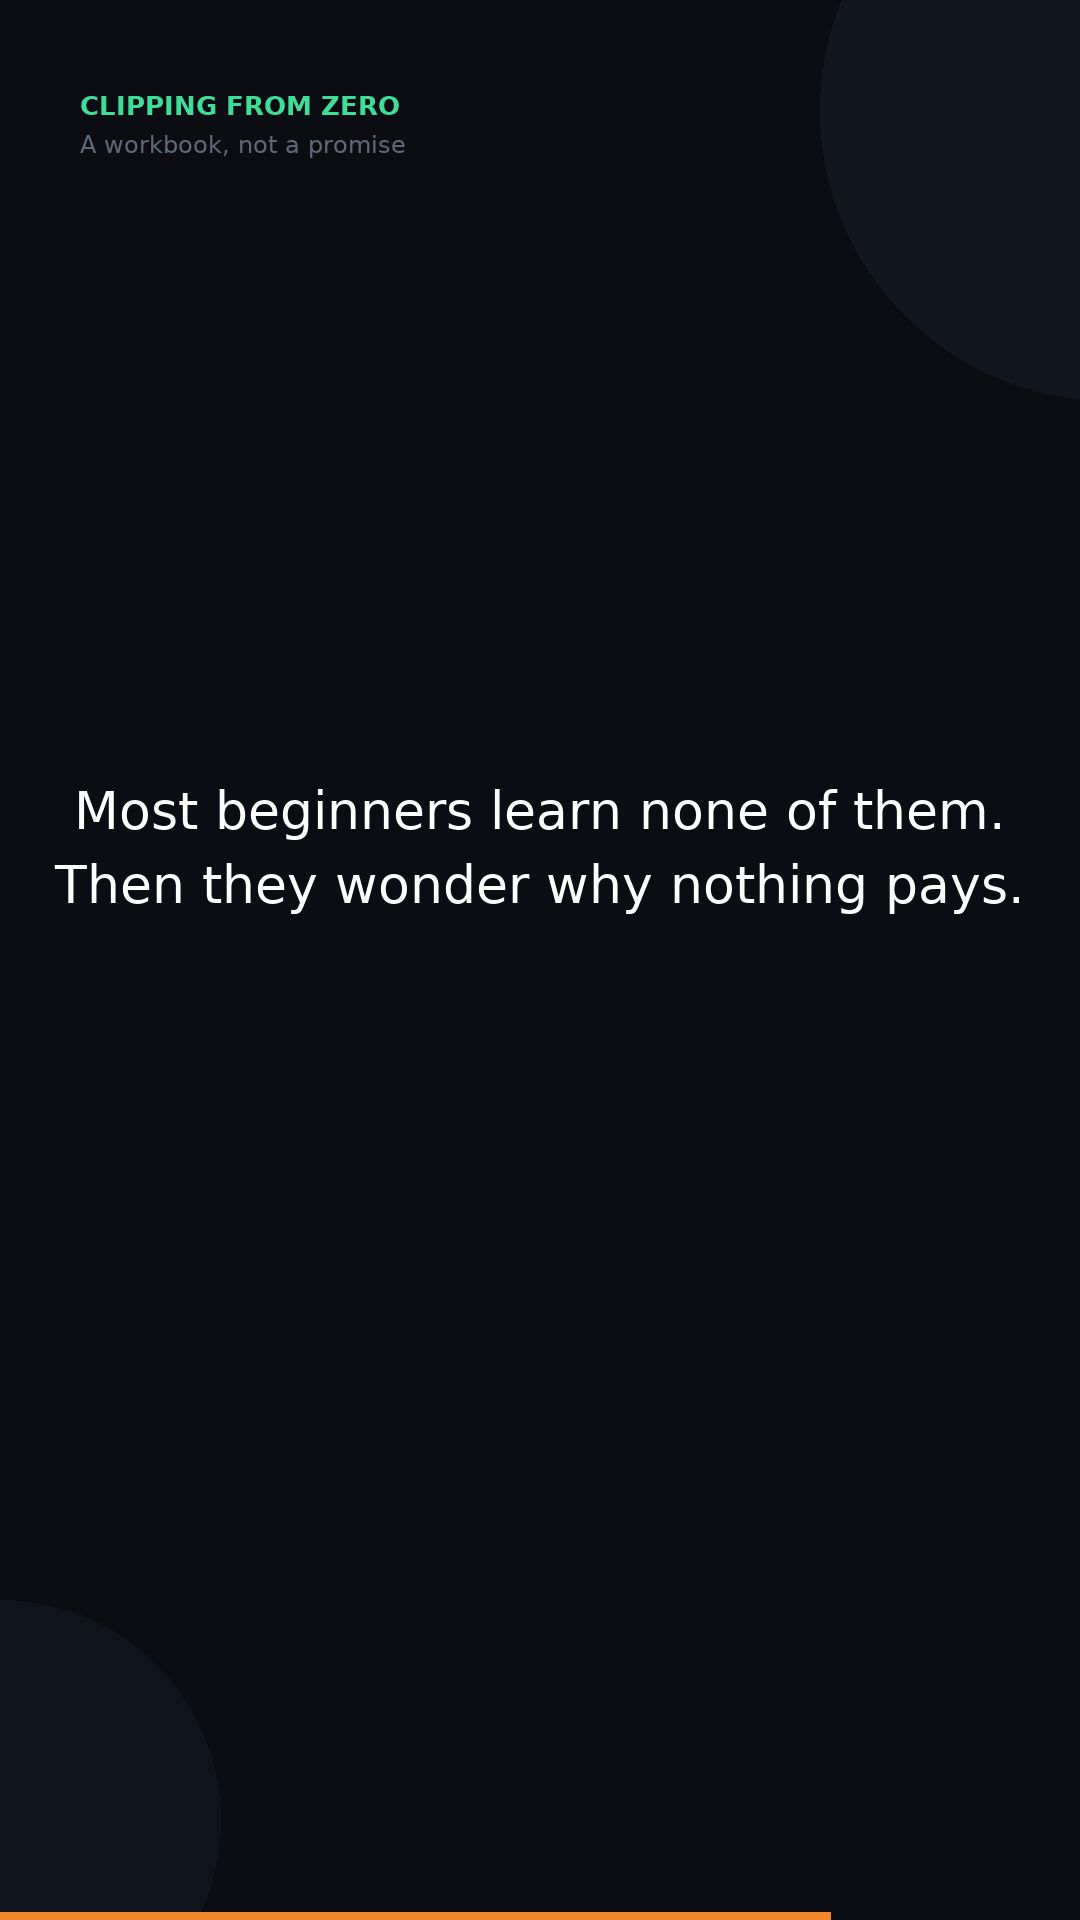 CLIPPING FROM ZERO
A workbook, not a promise
Most beginners learn none of them.
Then they wonder why nothing pays.